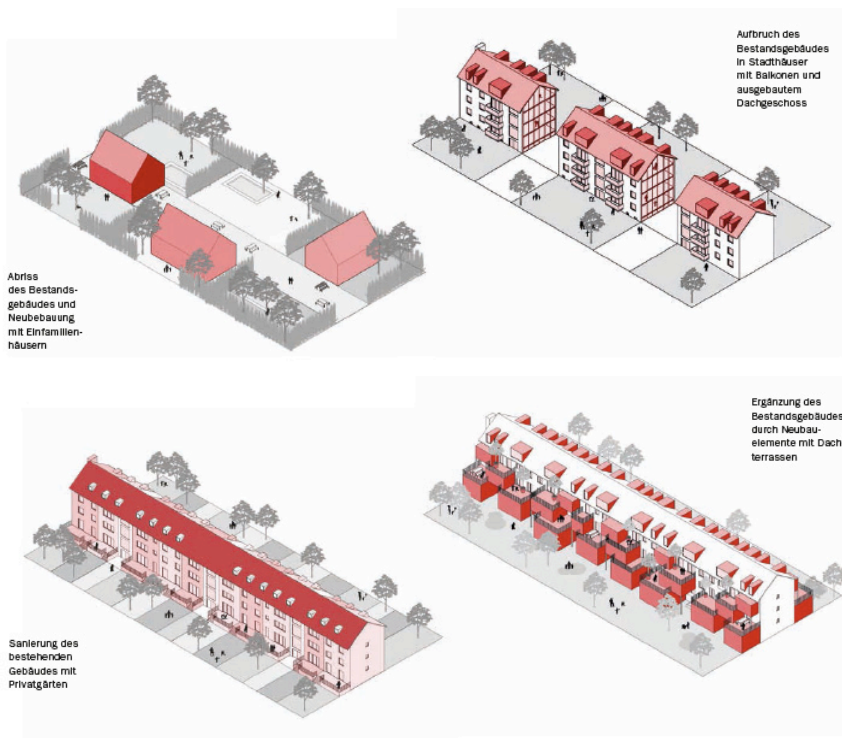 Aufbruch des
Bestandsgebäudes
in Stadthäuser
mit Balkonen und
ausgebautem
Dachgeschoss
Abriss
des Bestands-
gebäudes und
Neubebauung
mit Einfamilien-
häusern
Ergänzung des
Bestandsgebäudes
durch Neubau-
elemente mit Dach
terrassen
Sanierung des
bestehenden
Gebäudes mit
Privatgärten